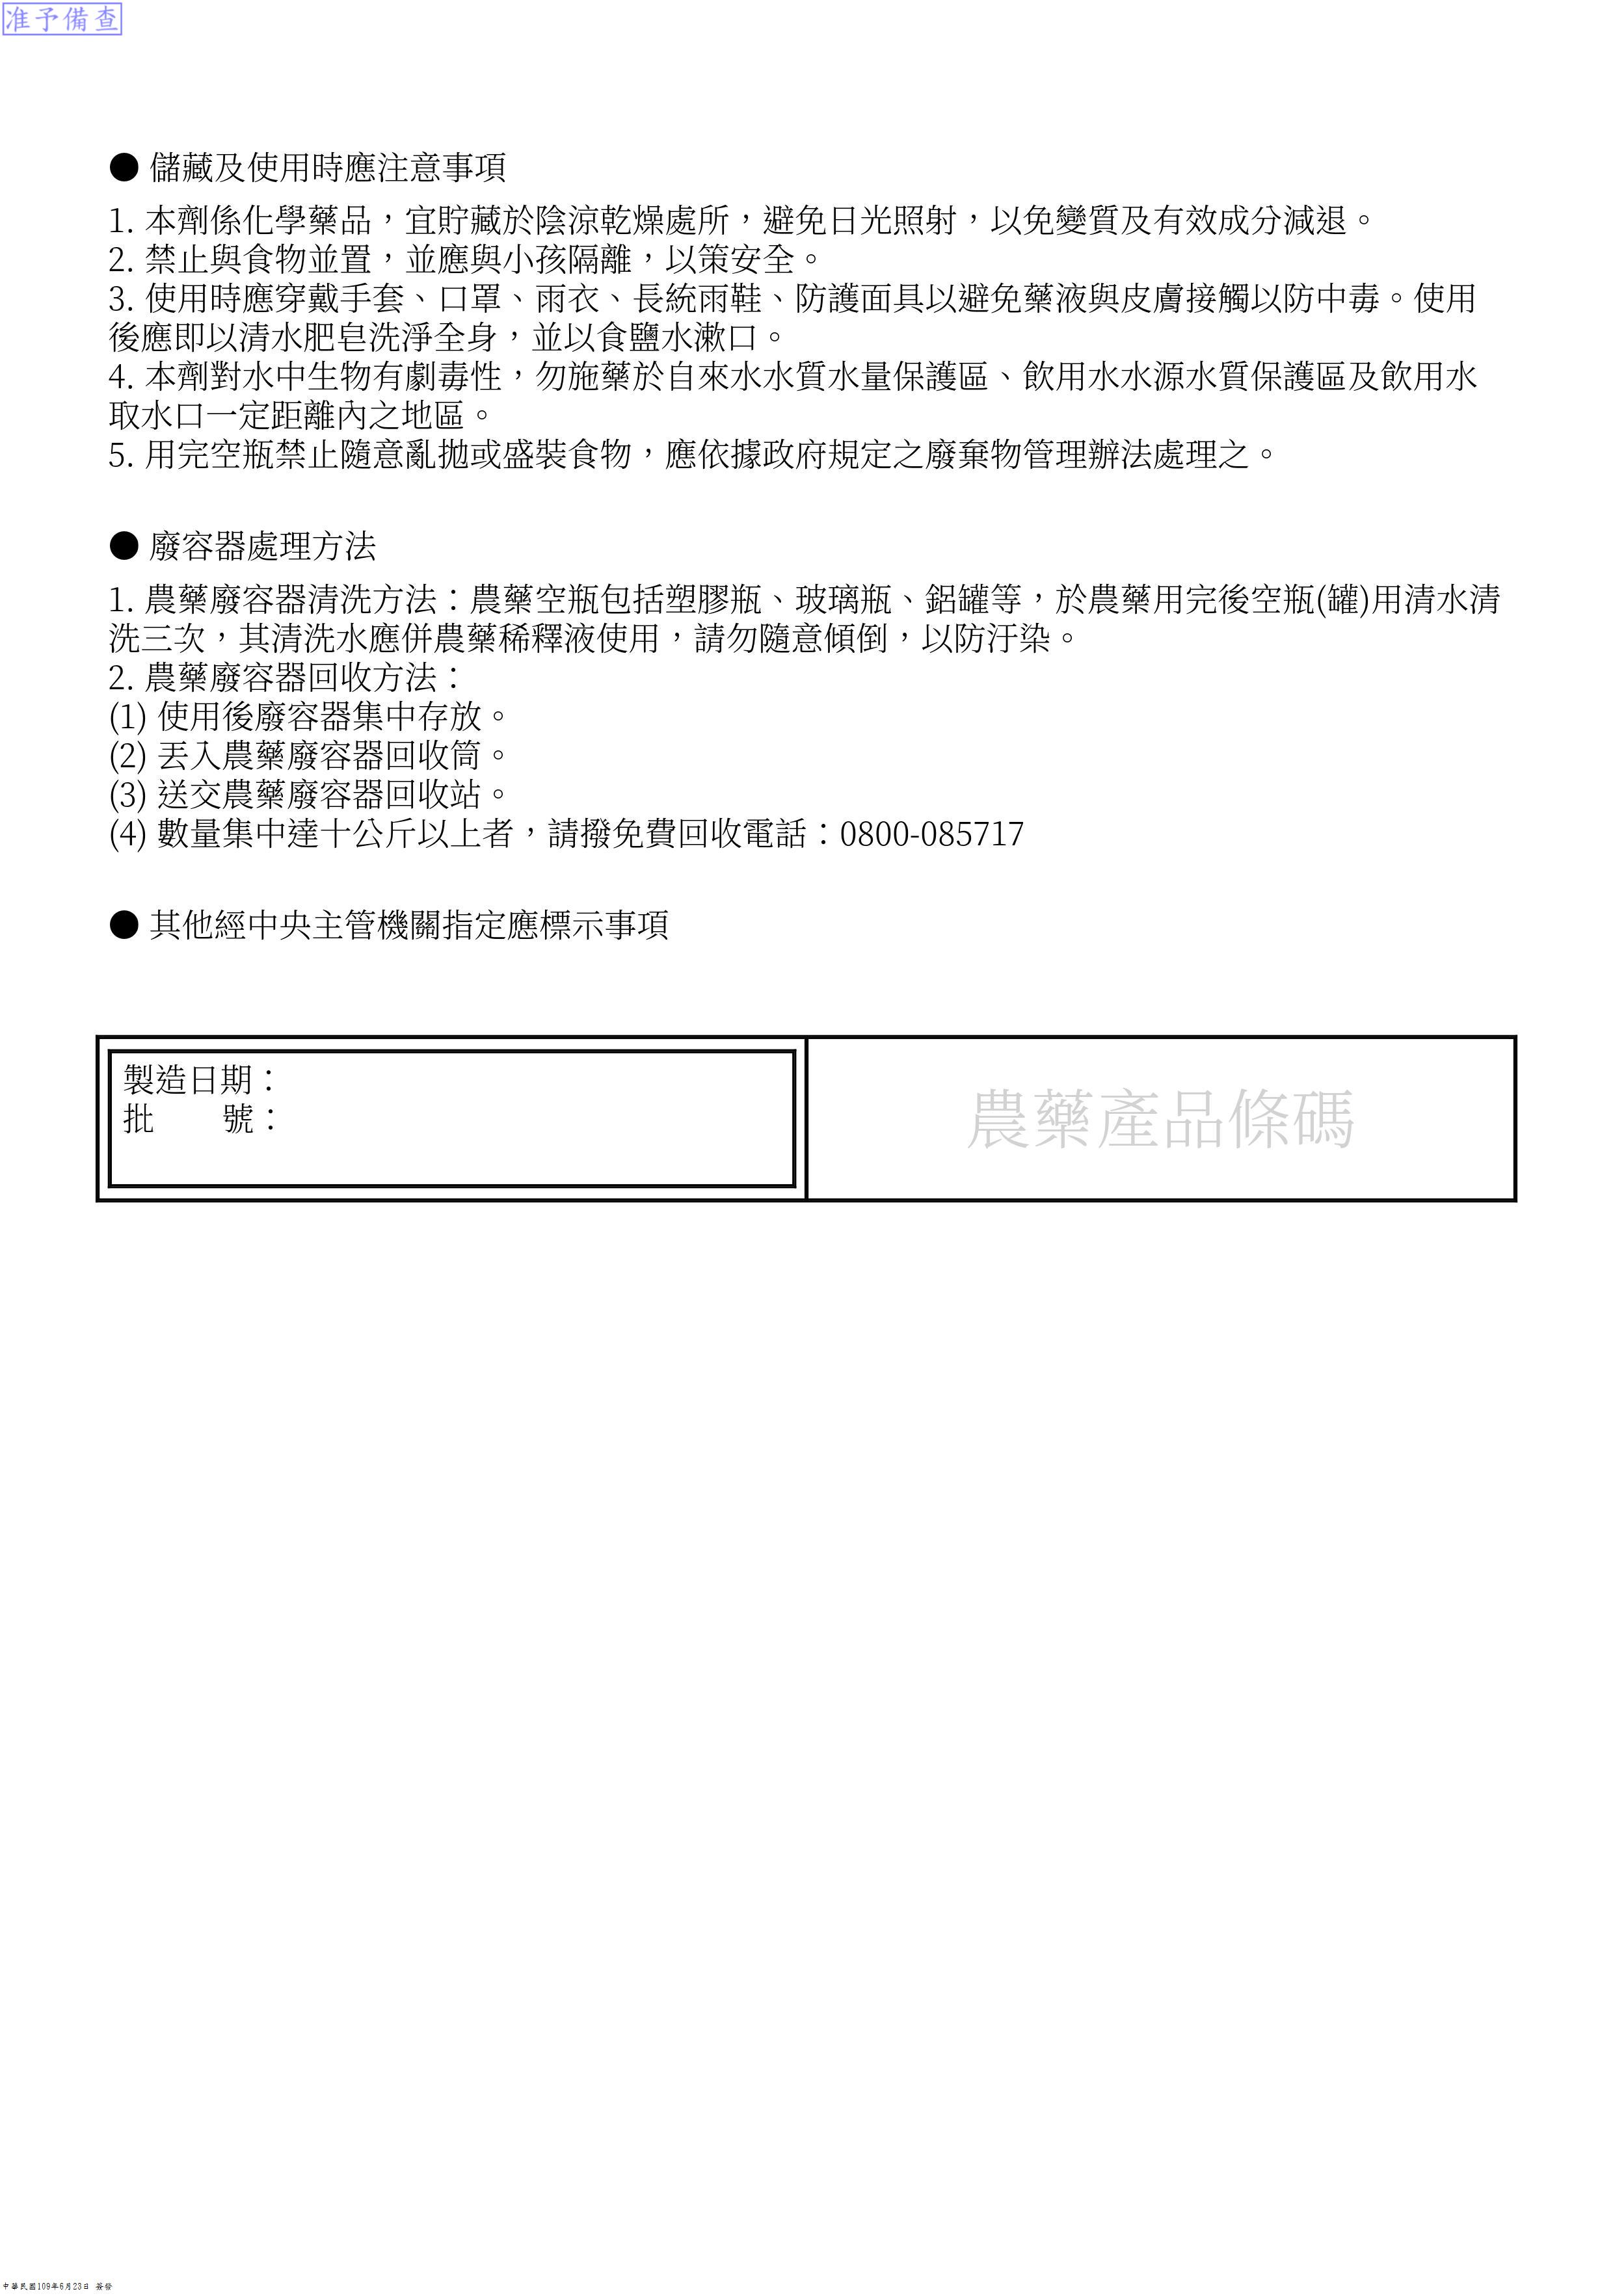 准予備查
● 儲藏及使用時應注意事項
1. 本劑係化學藥品，宜貯藏於陰涼乾燥處所，避免日光照射，以免變質及有效成分減退。
2. 禁止與食物並置，並應與小孩隔離，以策安全。
3. 使用時應穿戴手套、口罩、雨衣、長統雨鞋、防護面具以避免藥液與皮膚接觸以防中毒。使用
後應即以清水肥皂洗淨全身，並以食鹽水漱口。
4. 本劑對水中生物有劇毒性，勿施藥於自來水水質水量保護區、飲用水水源水質保護區及飲用水
取水口一定距離內之地區。
5. 用完空瓶禁止隨意亂拋或盛裝食物，應依據政府規定之廢棄物管理辦法處理之。
● 廢容器處理方法
1. 農藥廢容器清洗方法：農藥空瓶包括塑膠瓶、玻璃瓶、鋁罐等，於農藥用完後空瓶(罐)用清水清
洗三次，其清洗水應併農藥稀釋液使用，請勿隨意傾倒，以防汙染。
2. 農藥廢容器回收方法：
(1) 使用後廢容器集中存放。
(2) 丟入農藥廢容器回收筒。
(3) 送交農藥廢容器回收站。
(4) 數量集中達十公斤以上者，請撥免費回收電話：0800-085717
● 其他經中央主管機關指定應標示事項
製造日期：
批　　號：
農藥產品條碼
中華民國109年6月23日 簽發